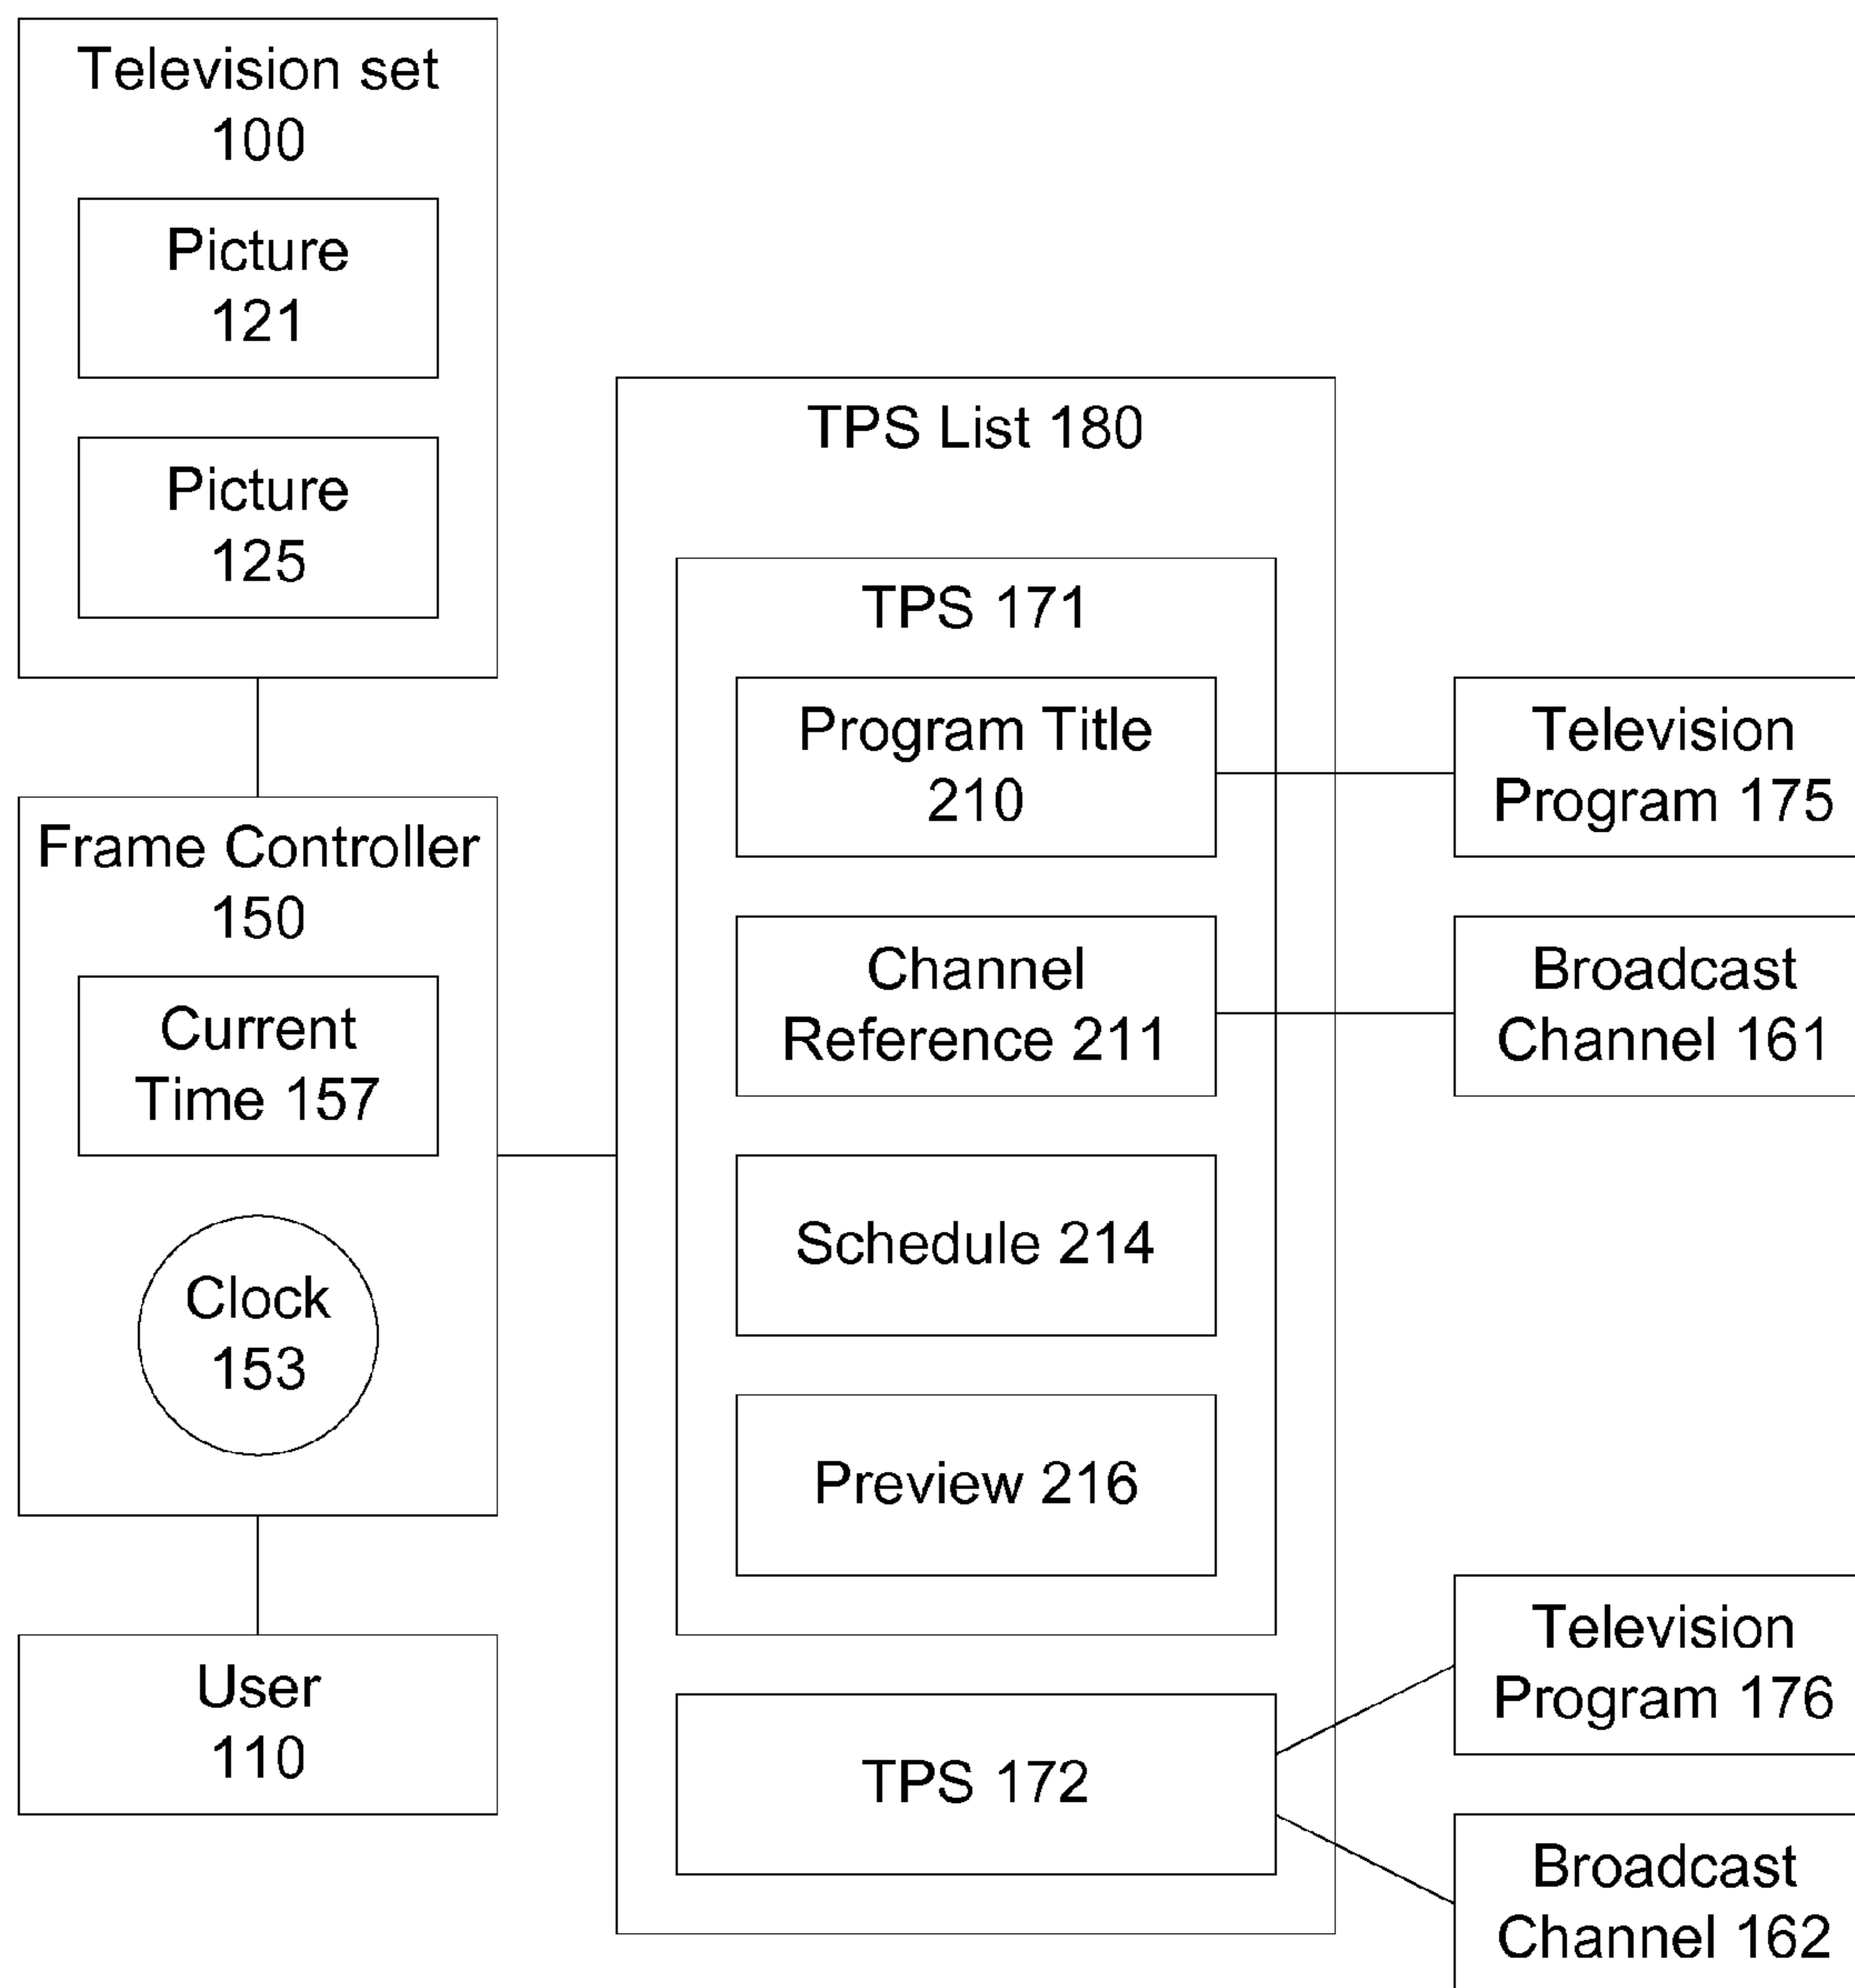 Television set
100
Picture
121
Picture
125
Frame Controller
150
Current
Time 157
Clock
153
User
110
TPS List 180
TPS 171
Program Title
210
Channel
Reference 211
Schedule 214
Preview 216
TPS 172
Television
Program 175
Broadcast
Channel 161
Television
Program 176
Broadcast
Channel 162